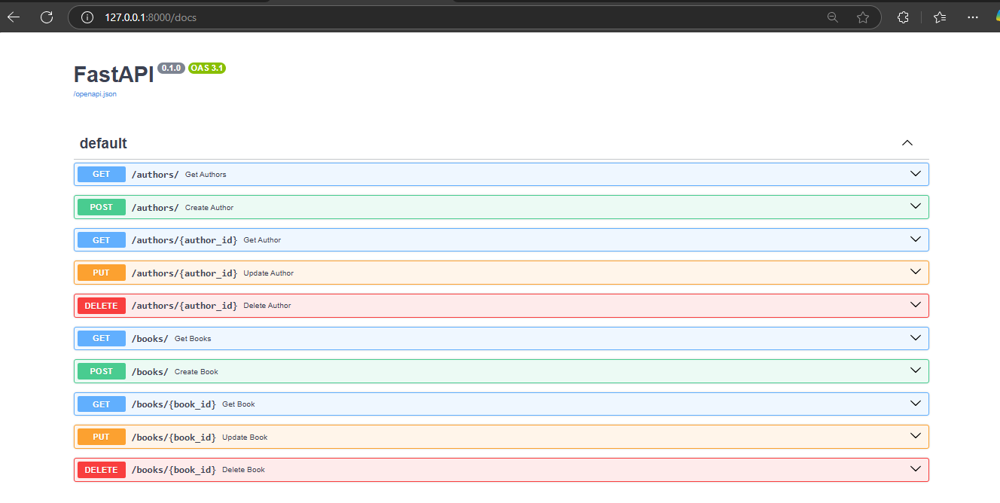 127.0.0.1:8000/docs
FastAPI 0.1.0 OAS 3.1
/openapi.json
default
GET /authors/ Get Authors
POST /authors/ Create Author
GET /authors/{author_id} Get Author
PUT /authors/{author_id} Update Author
DELETE /authors/{author_id} Delete Author
GET /books/ Get Books
POST /books/ Create Book
GET /books/{book_id} Get Book
PUT /books/{book_id} Update Book
DELETE /books/{book_id} Delete Book